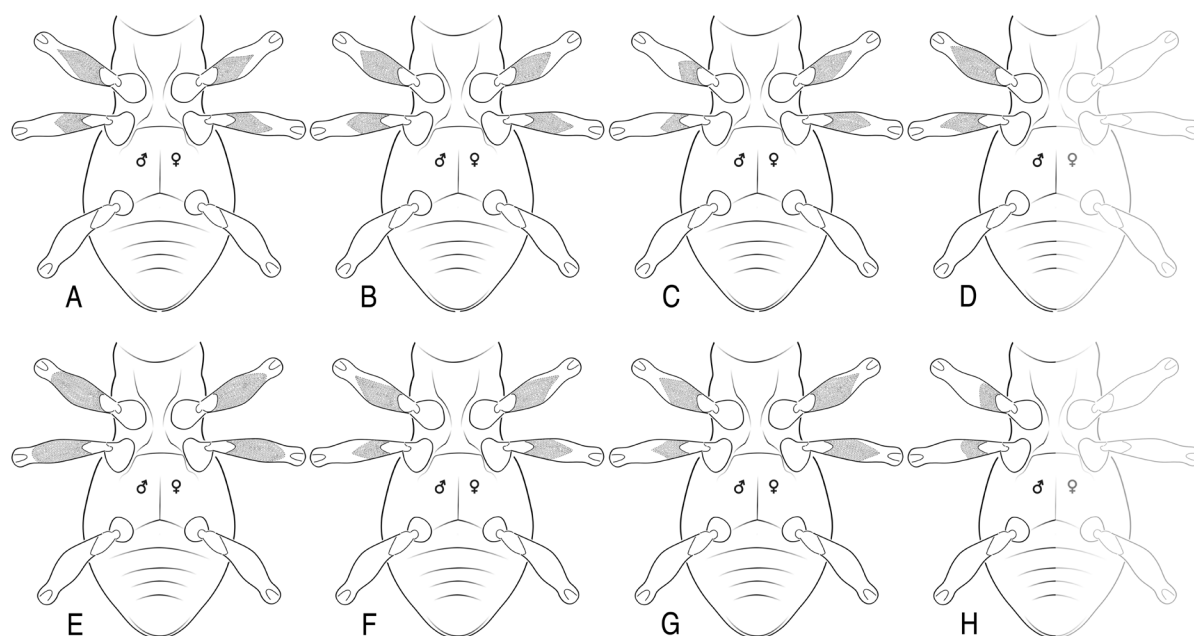 ♂ ♀ ♂ ♀ ♂ ♀ ♂ ♀
A B C D
♂ ♀ ♂ ♀ ♂ ♀ ♂ ♀
E F G H